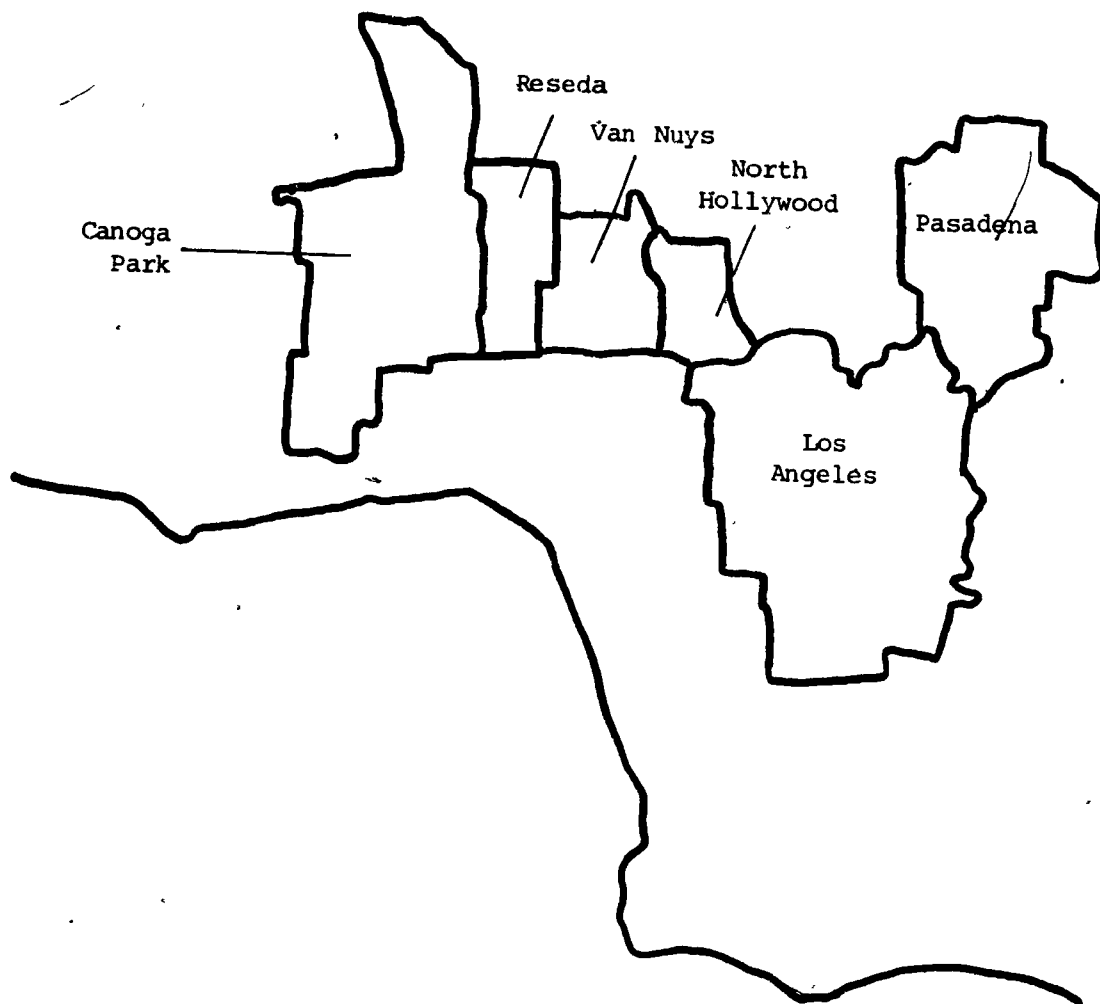 Reseda
Van Nuys
North
Hollywood
Pasadena
Canoga
Park
Los
Angeles